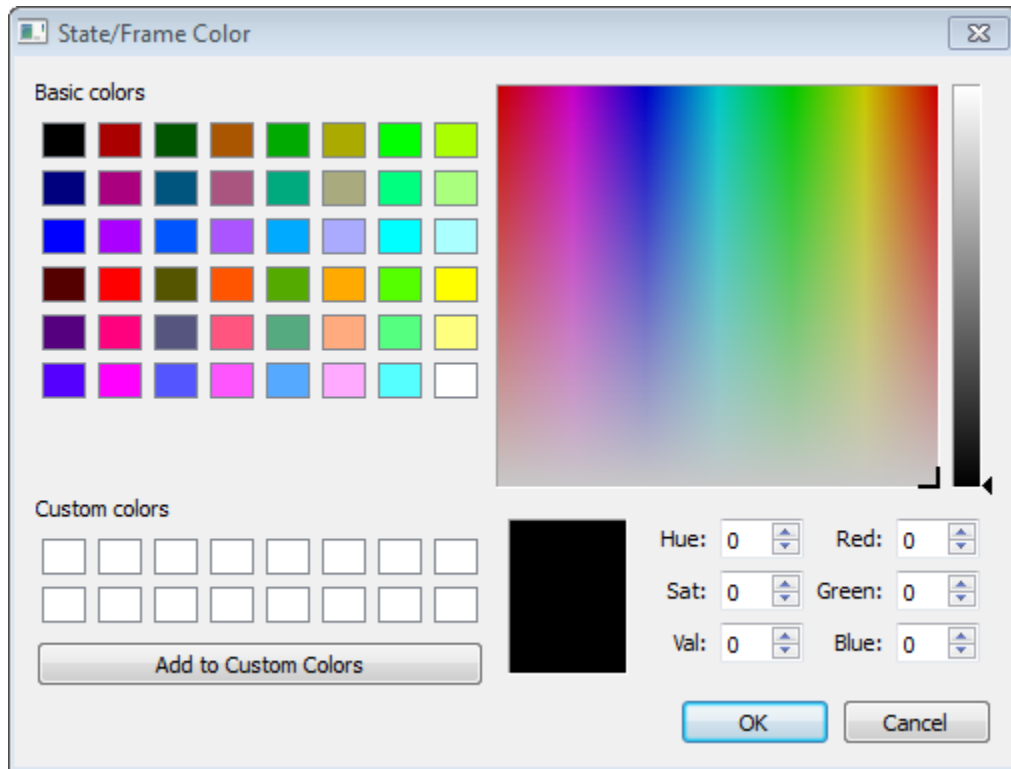 State/Frame Color
Basic colors
Custom colors
Add to Custom Colors
Hue: 0 Red: 0
Sat: 0 Green: 0
Val: 0 Blue: 0
OK Cancel